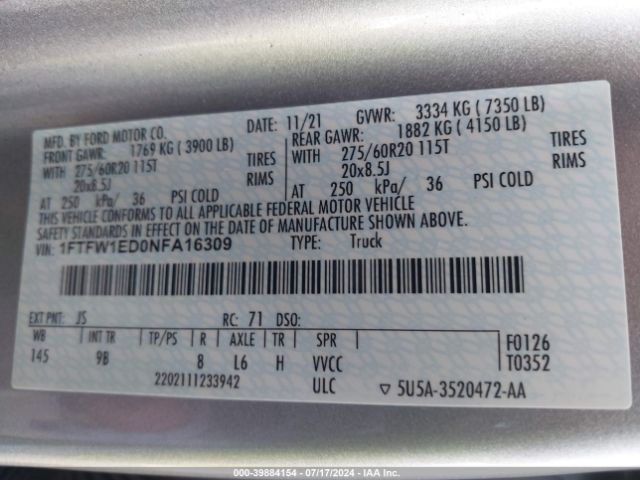 MFD. BY FORD MOTOR CO.
DATE: 11/21 GVWR: 3334 KG ( 7350 LB)
FRONT GAWR: 1769 KG ( 3900 LB)
REAR GAWR: 1882 KG ( 4150 LB)
WITH 275/60R20 115T TIRES
WITH 275/60R20 115T TIRES
20x8.5J RIMS
20x8.5J RIMS
AT 250 kPa/ 36 PSI COLD
AT 250 kPa/ 36 PSI COLD
THIS VEHICLE CONFORMS TO ALL APPLICABLE FEDERAL MOTOR VEHICLE
SAFETY STANDARDS IN EFFECT ON THE DATE OF MANUFACTURE SHOWN ABOVE.
VIN: 1FTFW1ED0NFA16309 TYPE: Truck
EXT PNT: JS RC: 71 DSO:
WB INT TR TP/PS R AXLE TR SPR F0126
145 9B 8 L6 H VVCC T0352
2202111233942 ULC ▽ 5U5A-3520472-AA
000-39884154 / 07/17/2024 / IAA Inc.